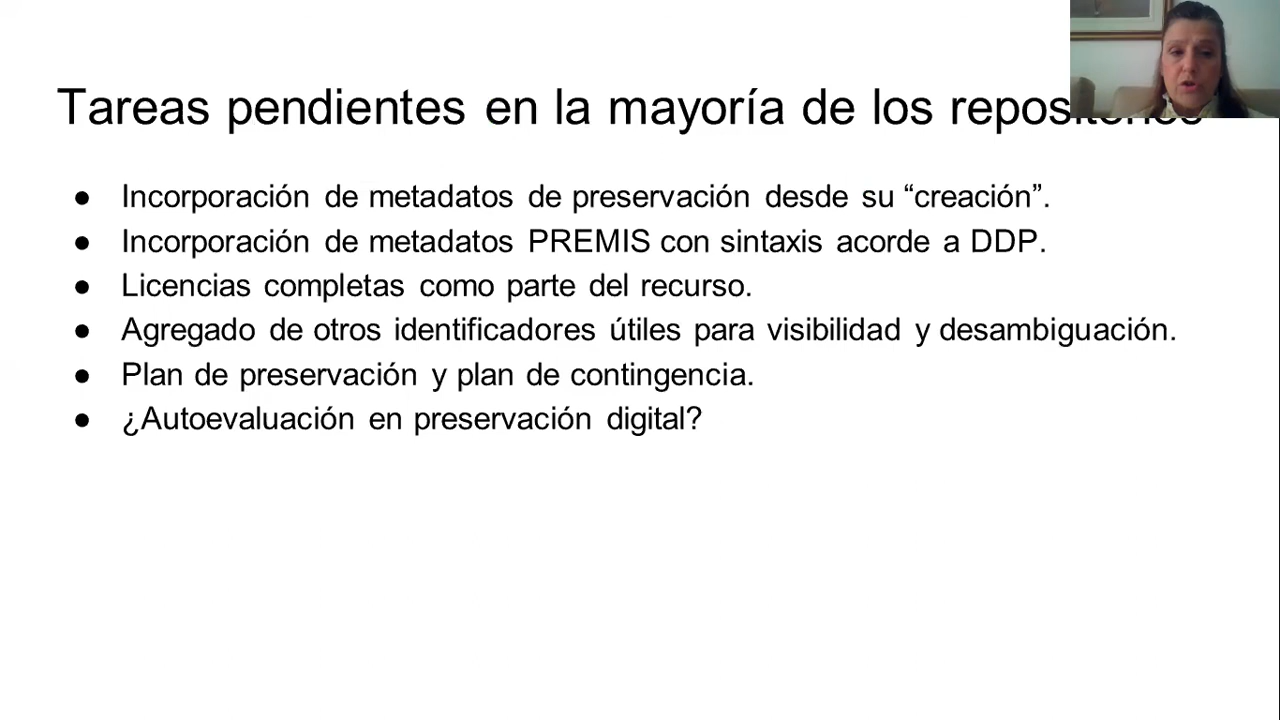 Tareas pendientes en la mayoría de los repositorios
● Incorporación de metadatos de preservación desde su “creación”.
● Incorporación de metadatos PREMIS con sintaxis acorde a DDP.
● Licencias completas como parte del recurso.
● Agregado de otros identificadores útiles para visibilidad y desambiguación.
● Plan de preservación y plan de contingencia.
● ¿Autoevaluación en preservación digital?